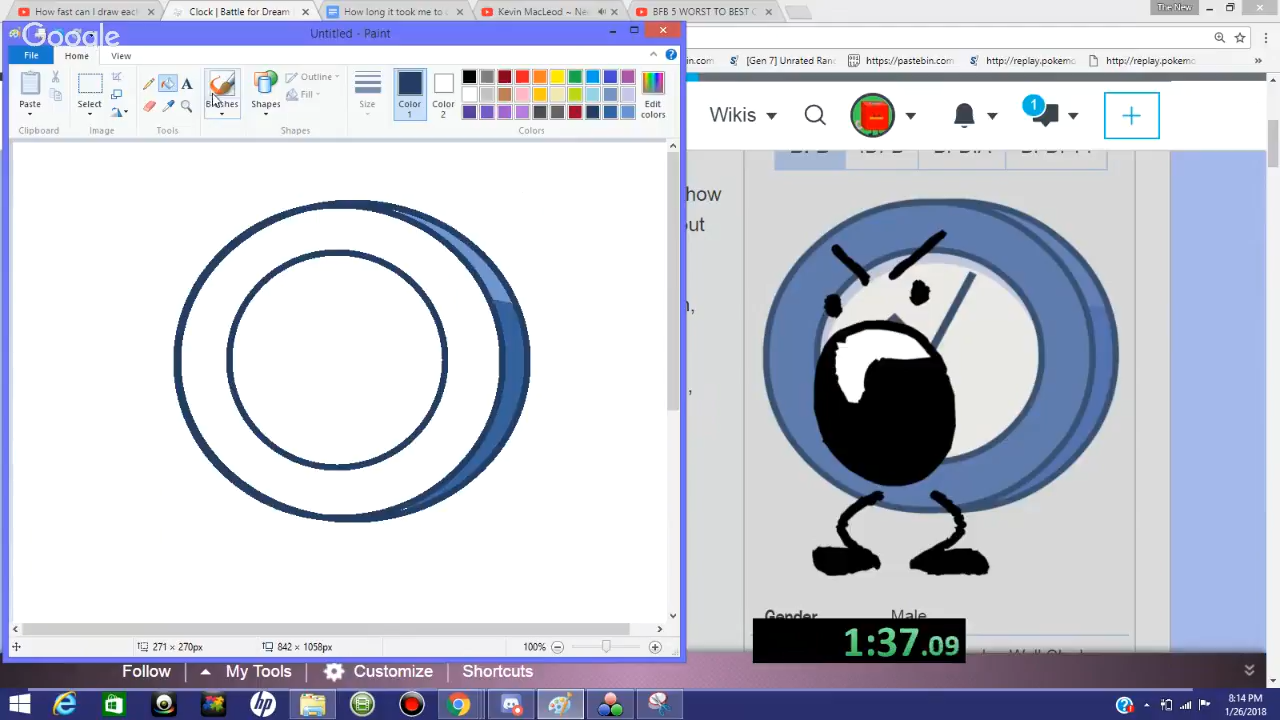 How fast can I draw each
Clock | Battle for Dream
How long it took me to
Kevin MacLeod ~ Ne
BFB 5 WORST TO BEST
The New
Google
Untitled - Paint
File
Home
View
Paste
Select
Brushes
Shapes
Outline
Fill
Size
Color 1
Color 2
Edit colors
Clipboard
Image
Tools
Shapes
Colors
[Gen 7] Unrated Ran
https://pastebin.com
http://replay.pokemo
http://replay.pokemo
Wikis
1
how
Gender
Male
271 × 270px
842 × 1058px
100%
1:37.09
Follow
My Tools
Customize
Shortcuts
8:14 PM
1/26/2018